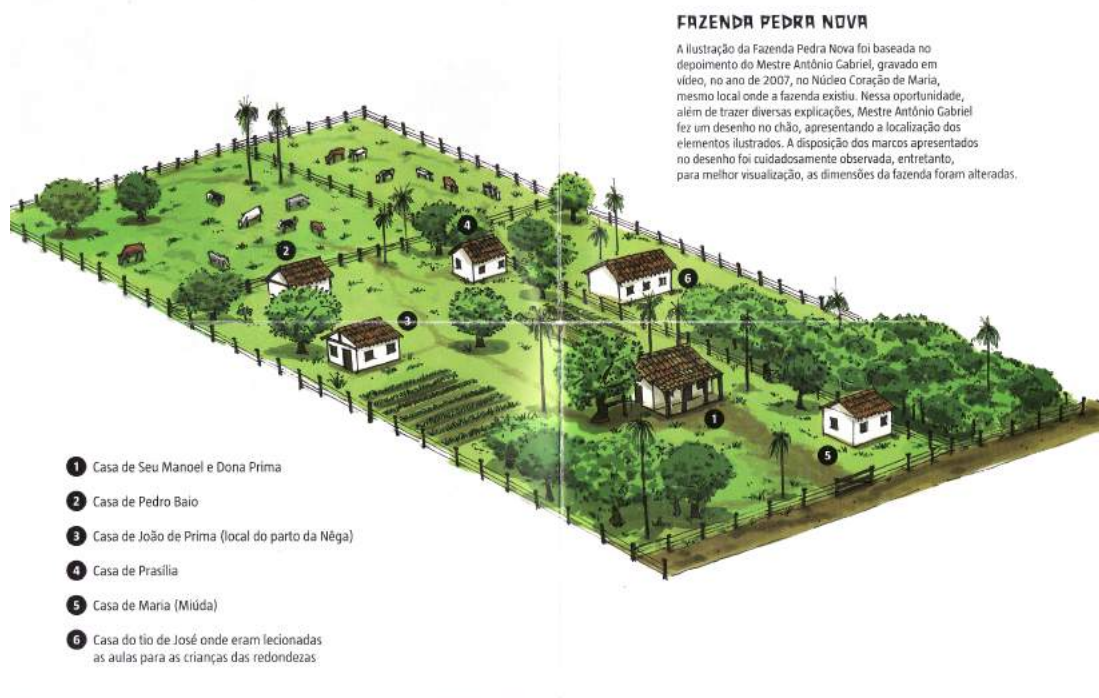 FAZENDA PEDRA NOVA
A ilustração da Fazenda Pedra Nova foi baseada no
depoimento do Mestre Antônio Gabriel, gravado em
vídeo, no ano de 2007, no Núcleo Coração de Maria,
mesmo local onde a fazenda existiu. Nessa oportunidade,
além de trazer diversas explicações, Mestre Antônio Gabriel
fez um desenho no chão, apresentando a localização dos
elementos ilustrados. A disposição dos marcos apresentados
no desenho foi cuidadosamente observada, entretanto,
para melhor visualização, as dimensões da fazenda foram alteradas.
4
2
6
3
1
5
1 Casa de Seu Manoel e Dona Prima
2 Casa de Pedro Baio
3 Casa de João de Prima (local do parto da Nêga)
4 Casa de Prasília
5 Casa de Maria (Miúda)
6 Casa do tio de José onde eram lecionadas
as aulas para as crianças das redondezas